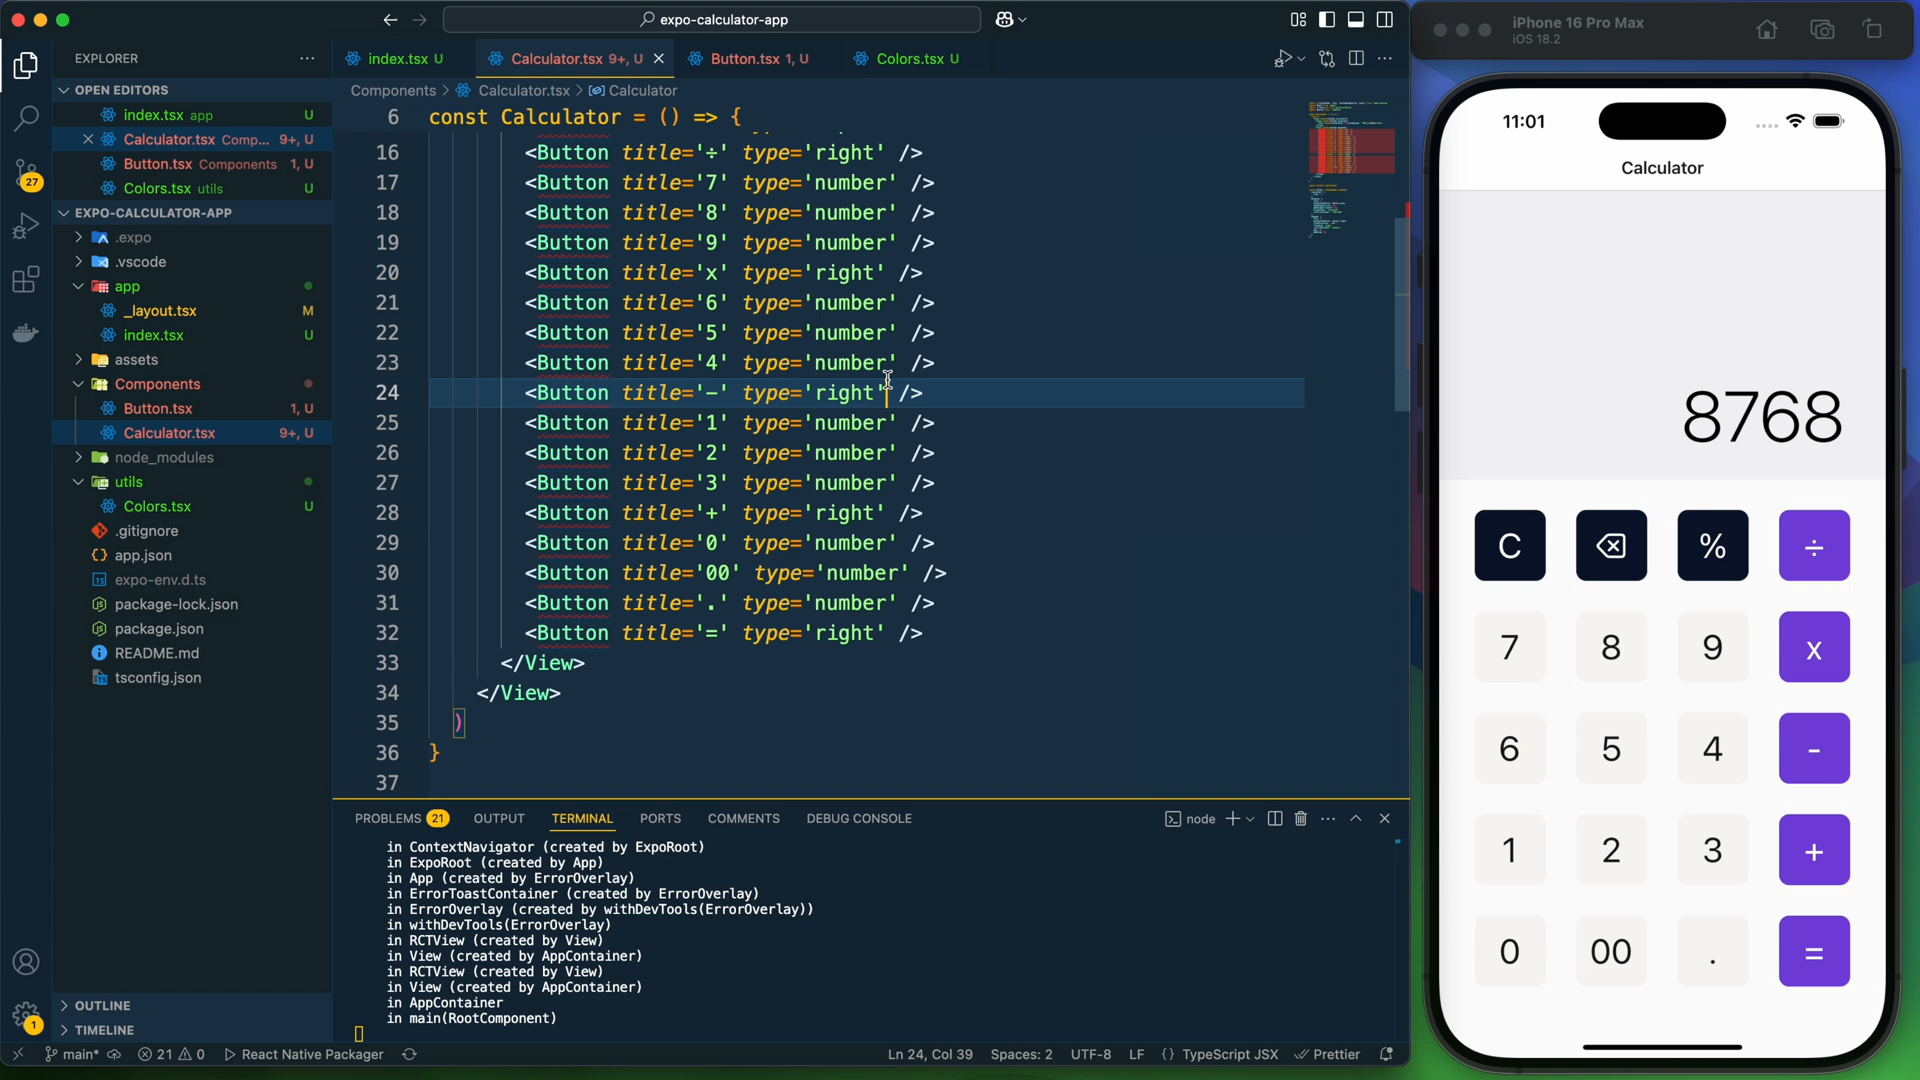 expo-calculator-app
EXPLORER
OPEN EDITORS
index.tsx app U
Calculator.tsx Comp... 9+, U
Button.tsx Components 1, U
Colors.tsx utils U
EXPO-CALCULATOR-APP
.expo
.vscode
app
_layout.tsx M
index.tsx U
assets
Components
Button.tsx 1, U
Calculator.tsx 9+, U
node_modules
utils
Colors.tsx U
.gitignore
app.json
expo-env.d.ts
package-lock.json
package.json
README.md
tsconfig.json
OUTLINE
TIMELINE
27
1
index.tsx U
Calculator.tsx 9+, U
Button.tsx 1, U
Colors.tsx U
Components > Calculator.tsx > Calculator
6 const Calculator = () => {
16 <Button title='÷' type='right' />
17 <Button title='7' type='number' />
18 <Button title='8' type='number' />
19 <Button title='9' type='number' />
20 <Button title='x' type='right' />
21 <Button title='6' type='number' />
22 <Button title='5' type='number' />
23 <Button title='4' type='number' />
24 <Button title='-' type='right' />
25 <Button title='1' type='number' />
26 <Button title='2' type='number' />
27 <Button title='3' type='number' />
28 <Button title='+' type='right' />
29 <Button title='0' type='number' />
30 <Button title='00' type='number' />
31 <Button title='.' type='number' />
32 <Button title='=' type='right' />
33 </View>
34 </View>
35 )
36 }
37
PROBLEMS 21 OUTPUT TERMINAL PORTS COMMENTS DEBUG CONSOLE
node
in ContextNavigator (created by ExpoRoot)
in ExpoRoot (created by App)
in App (created by ErrorOverlay)
in ErrorToastContainer (created by ErrorOverlay)
in ErrorOverlay (created by withDevTools(ErrorOverlay))
in withDevTools(ErrorOverlay)
in RCTView (created by View)
in View (created by AppContainer)
in RCTView (created by View)
in View (created by AppContainer)
in AppContainer
in main(RootComponent)
main* 21 0 React Native Packager
Ln 24, Col 39 Spaces: 2 UTF-8 LF {} TypeScript JSX Prettier
iPhone 16 Pro Max
iOS 18.2
11:01
Calculator
8768
C % ÷
7 8 9 x
6 5 4 -
1 2 3 +
0 00 . =